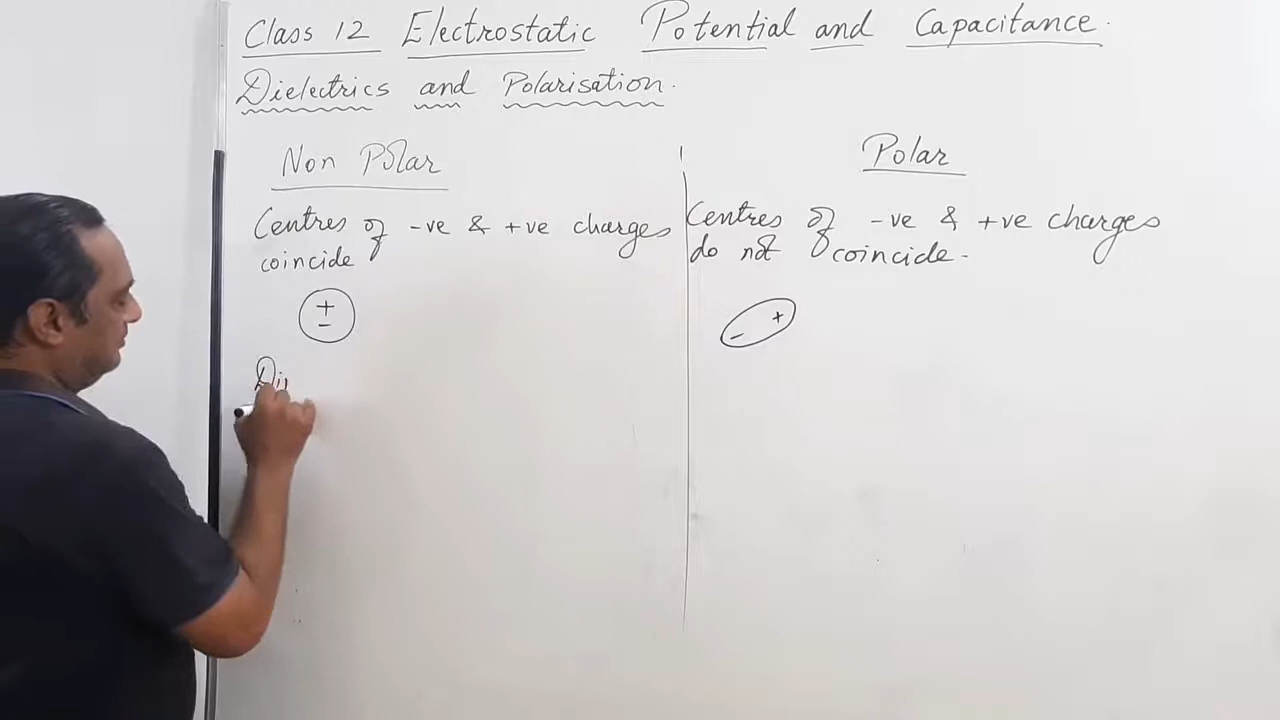 Class 12 Electrostatic Potential and Capacitance.
Dielectrics and Polarisation.
Non Polar
Centres of -ve & +ve charges
coincide
+
-
Di
Polar
Centres of -ve & +ve charges
do not coincide.
- +